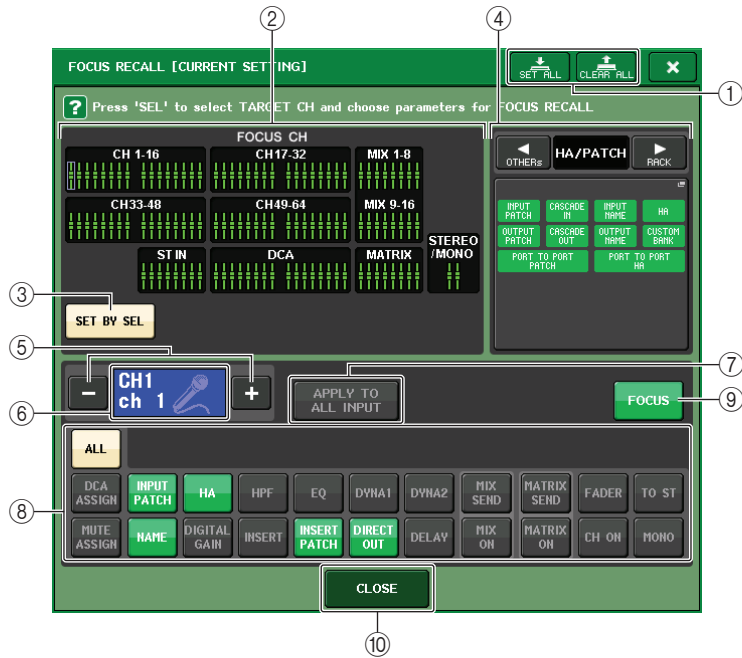 ② ④
FOCUS RECALL [CURRENT SETTING]
SET ALL CLEAR ALL ×
①
? Press 'SEL' to select TARGET CH and choose parameters for FOCUS RECALL
FOCUS CH
CH 1-16 CH17-32 MIX 1-8
CH33-48 CH49-64 MIX 9-16
ST IN DCA MATRIX STEREO /MONO
OTHERs HA/PATCH RACK
INPUT PATCH CASCADE IN INPUT NAME HA
OUTPUT PATCH CASCADE OUT OUTPUT NAME CUSTOM BANK
PORT TO PORT PATCH PORT TO PORT HA
③
SET BY SEL
⑤
⑥
− CH1 +
ch 1
APPLY TO ALL INPUT
⑦
FOCUS
⑨
ALL
⑧
DCA ASSIGN INPUT PATCH HA HPF EQ DYNA1 DYNA2 MIX SEND MATRIX SEND FADER TO ST
MUTE ASSIGN NAME DIGITAL GAIN INSERT INSERT PATCH DIRECT OUT DELAY MIX ON MATRIX ON CH ON MONO
CLOSE
⑩